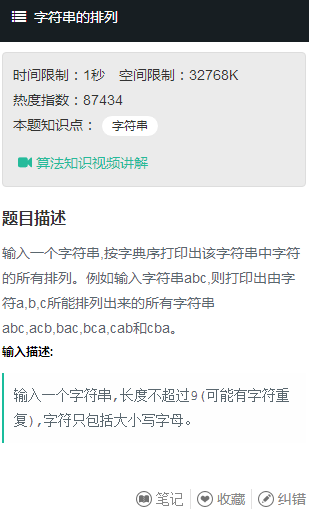 字符串的排列
时间限制：1秒 空间限制：32768K
热度指数：87434
本题知识点： 字符串
算法知识视频讲解
题目描述
输入一个字符串,按字典序打印出该字符串中字符
的所有排列。例如输入字符串abc,则打印出由字
符a,b,c所能排列出来的所有字符串
abc,acb,bac,bca,cab和cba。
输入描述:
输入一个字符串,长度不超过9(可能有字符重
复),字符只包括大小写字母。
笔记 收藏 纠错